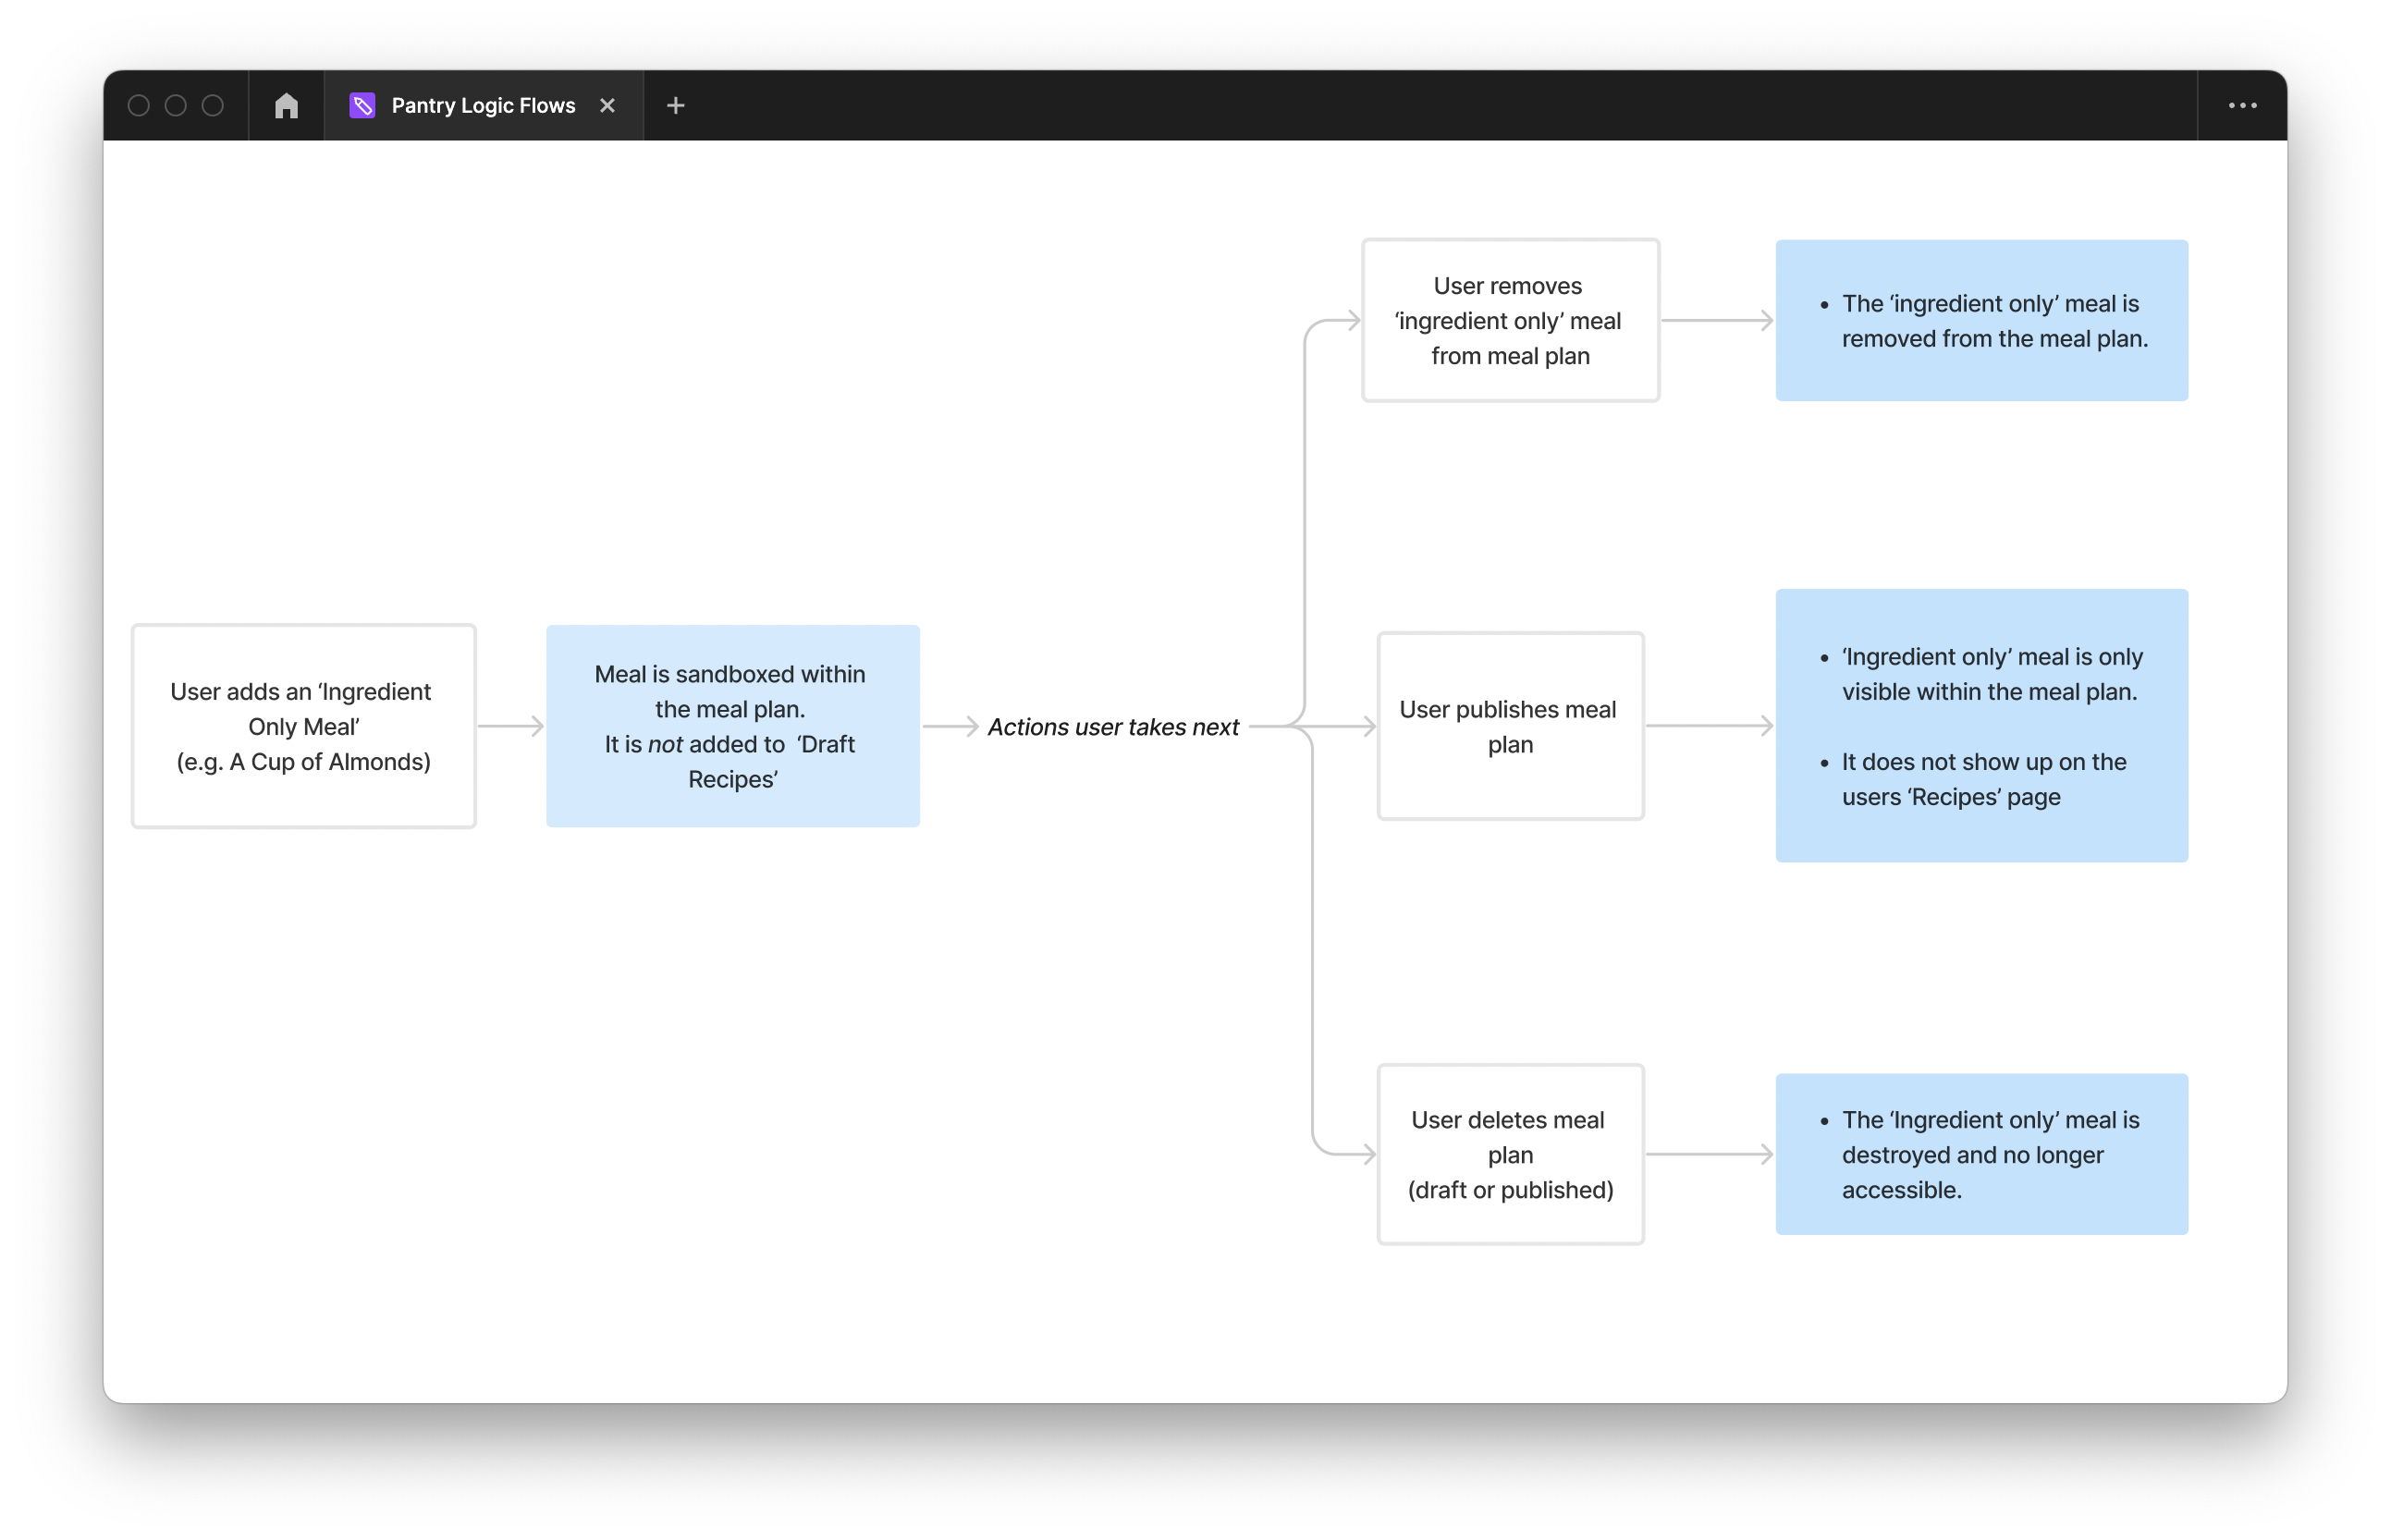 Pantry Logic Flows
User adds an ‘Ingredient
Only Meal’
(e.g. A Cup of Almonds)
Meal is sandboxed within
the meal plan.
It is not added to ‘Draft
Recipes’
Actions user takes next
User removes
‘ingredient only’ meal
from meal plan
• The ‘ingredient only’ meal is
removed from the meal plan.
User publishes meal
plan
• ‘Ingredient only’ meal is only
visible within the meal plan.
• It does not show up on the
users ‘Recipes’ page
User deletes meal
plan
(draft or published)
• The ‘Ingredient only’ meal is
destroyed and no longer
accessible.